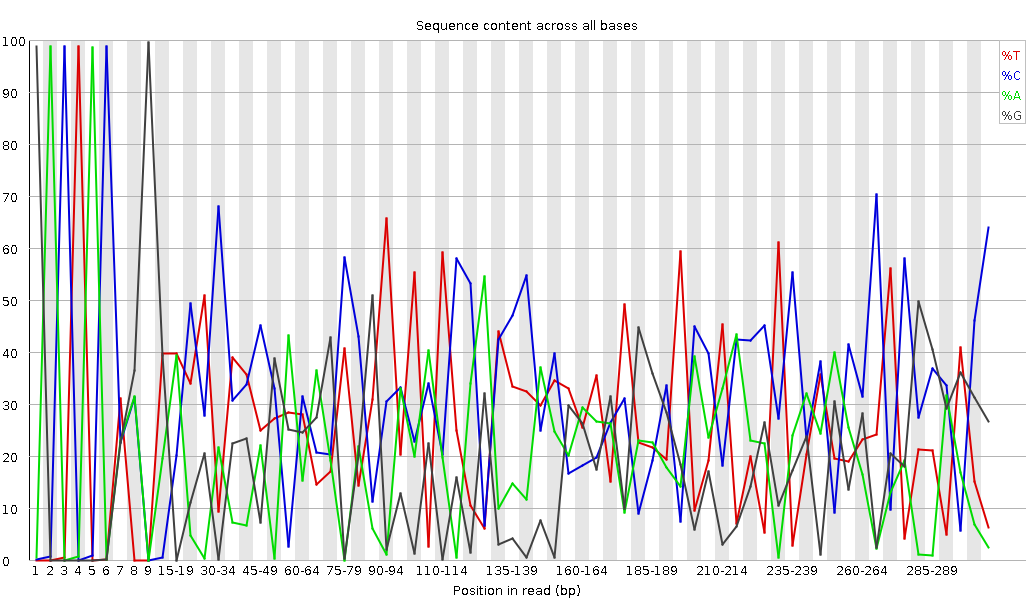 Sequence content across all bases
100
90
80
70
60
50
40
30
20
10
0
%T
%C
%A
%G
1 2 3 4 5 6 7 8 9 15-19 30-34 45-49 60-64 75-79 90-94 110-114 135-139 160-164 185-189 210-214 235-239 260-264 285-289
Position in read (bp)